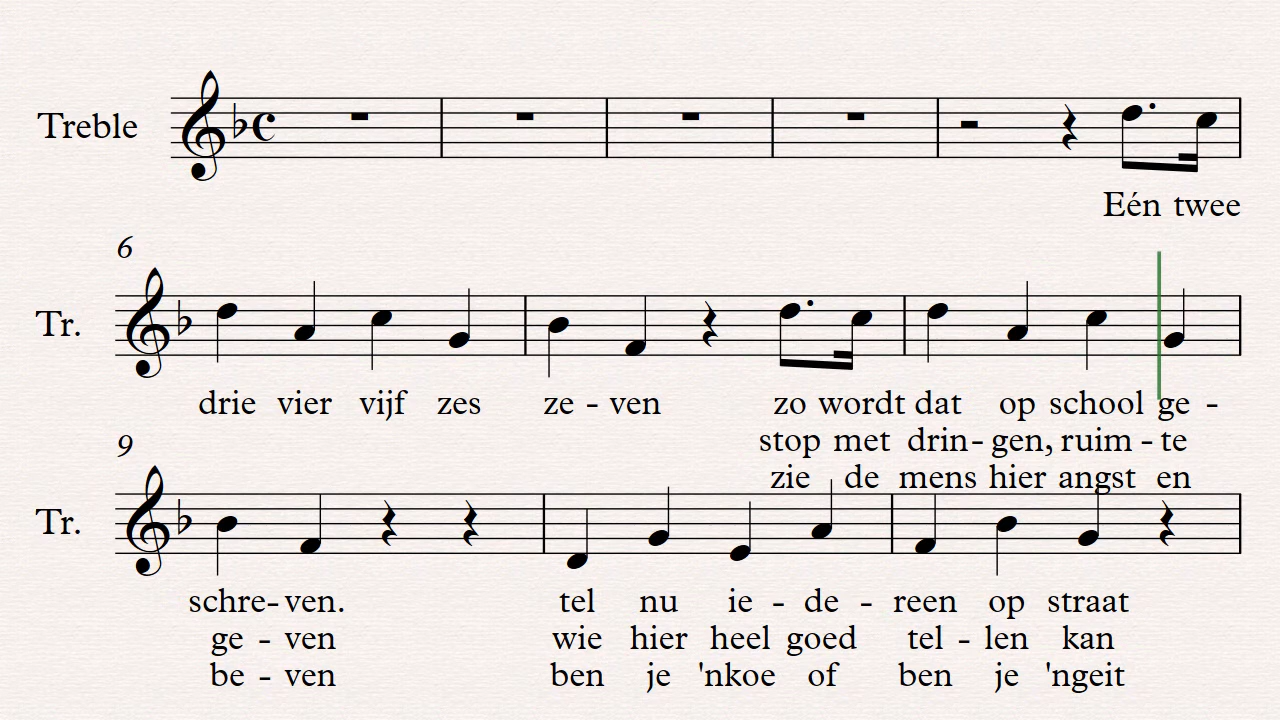 Treble
Eén twee
6
Tr.
drie vier vijf zes ze - ven zo wordt dat op school ge -
stop met drin - gen, ruim - te
zie de mens hier angst en
9
Tr.
schre - ven. tel nu ie - de - reen op straat
ge - ven wie hier heel goed tel - len kan
be - ven ben je 'nkoe of ben je 'ngeit